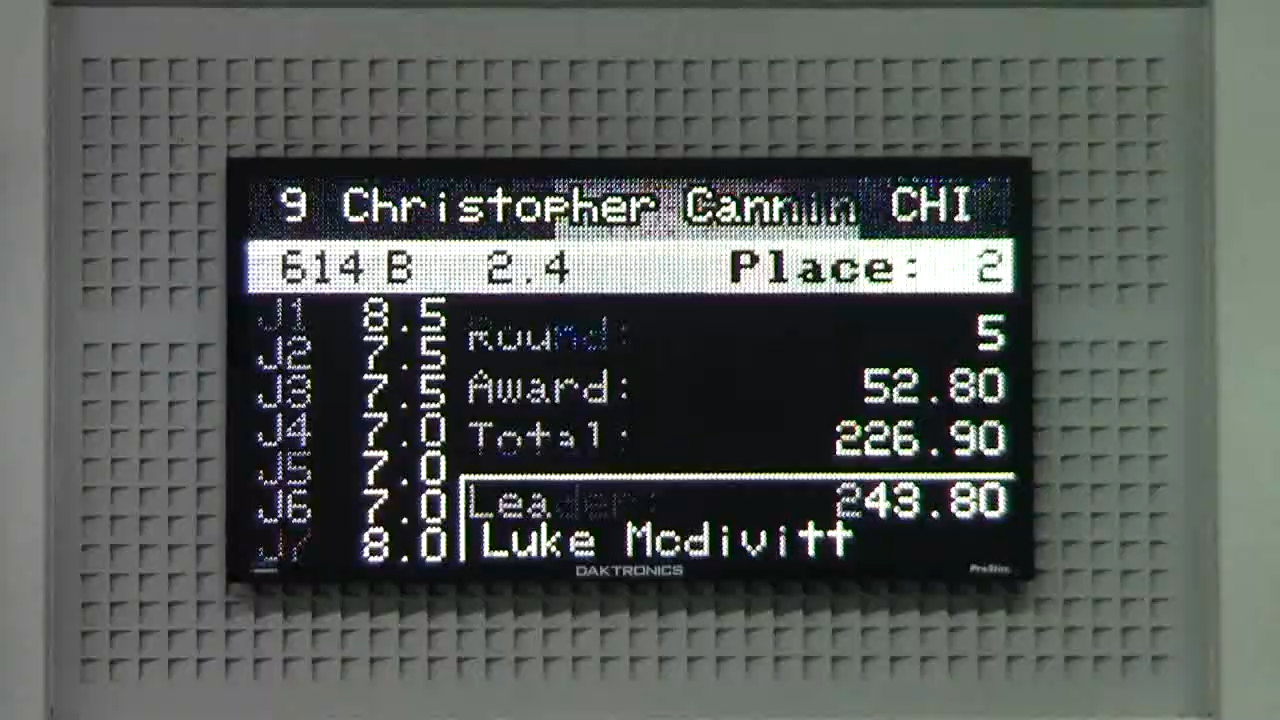 9 Christopher Cannin CHI
614 B 2.4 Place: 2
J1 8.5
J2 7.5
J3 7.5
J4 7.0
J5 7.0
J6 7.0
J7 8.0
Round: 5
Award: 52.80
Total: 226.90
Leader: 243.80
Luke Mcdivitt
DAKTRONICS